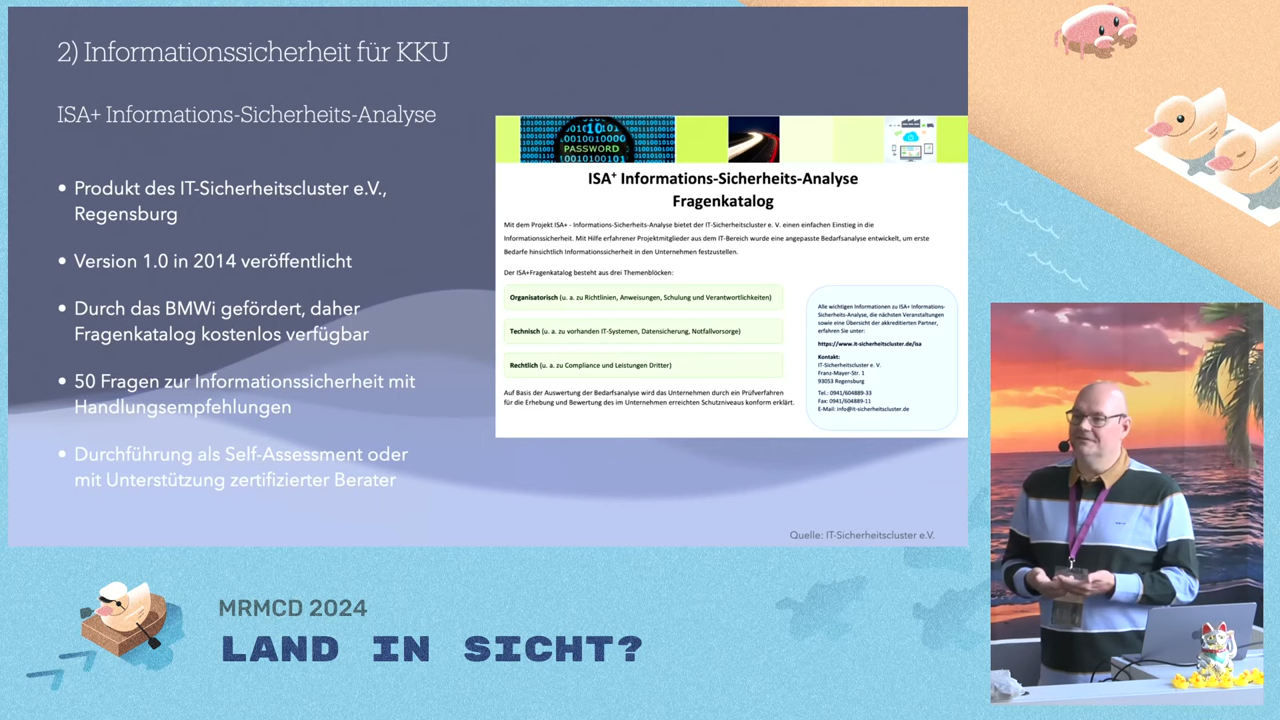 2) Informationssicherheit für KKU
ISA+ Informations-Sicherheits-Analyse
• Produkt des IT-Sicherheitscluster e.V.,
Regensburg
• Version 1.0 in 2014 veröffentlicht
• Durch das BMWi gefördert, daher
Fragankatalog kostenlos verfügbar
• 50 Fragen zur Informationssicherheit mit
Handlungsempfehlungen
• Durchführung als Self-Assessment oder
mit Unterstützung zertifizierter Berater
PASSWORD
ISA+ Informations-Sicherheits-Analyse
Fragenkatalog
Mit dem Projekt ISA+ - Informations-Sicherheits-Analyse bietet der IT-Sicherheitscluster e. V. einen einfachen Einstieg in die
Informationssicherheit. Mit Hilfe erfahrener Projektmitglieder aus dem IT-Bereich wurde eine angepasste Bedarfsanalyse entwickelt, um erste
Bedarfe hinsichtlich Informationssicherheit in den Unternehmen festzustellen.
Der ISA+Fragenkatalog besteht aus drei Themenblöcken:
Organisatorisch (u. a. zu Richtlinien, Anweisungen, Schulung und Verantwortlichkeiten)
Technisch (u. a. zu vorhanden IT-Systemen, Datensicherung, Notfallvorsorge)
Rechtlich (u. a. zu Compliance und Leistungen Dritter)
Auf Basis der Auswertung der Bedarfsanalyse wird das Unternehmen durch ein Prüfverfahren
für die Erhebung und Bewertung des im Unternehmen erreichten Schutzniveaus konform erklärt.
Alle wichtigen Informationen zu ISA+ Informations-
Sicherheits-Analyse, die nächsten Veranstaltungen
sowie eine Übersicht der akkreditierten Partner,
erfahren Sie unter:
https://www.it-sicherheitscluster.de/isa
Kontakt:
IT-Sicherheitscluster e. V.
Franz-Mayer-Str. 1
93053 Regensburg
Tel.: 0941/604889-33
Fax: 0941/604889-11
E-Mail: info@it-sicherheitscluster.de
Quelle: IT-Sicherheitscluster e.V.
MRMCD 2024
LAND IN SICHT?